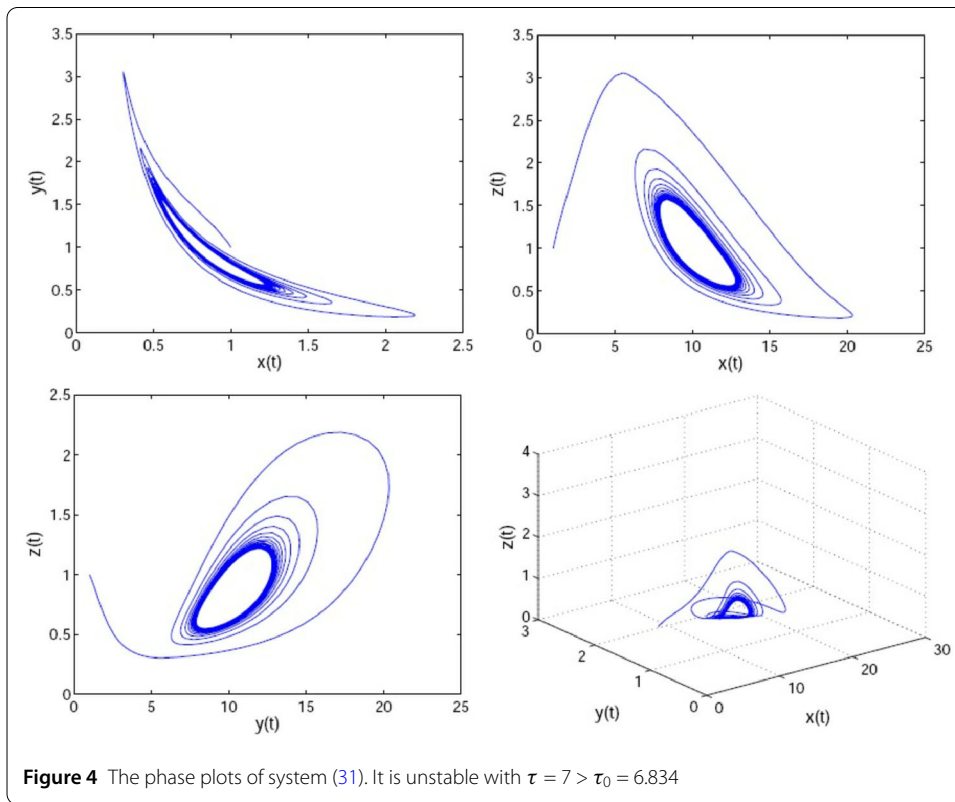 3.5
3
2.5
2
1.5
1
0.5
0
y(t)
0 0.5 1 1.5 2 2.5
x(t)
3.5
3
2.5
2
1.5
1
0.5
0
z(t)
0 5 10 15 20 25
x(t)
2.5
2
1.5
1
0.5
0
z(t)
5 10 15 20 25
y(t)
4
3
2
1
0
z(t)
3
2
1
0
y(t)
0
10
20
30
x(t)
Figure 4 The phase plots of system (31). It is unstable with τ = 7 > τ₀ = 6.834